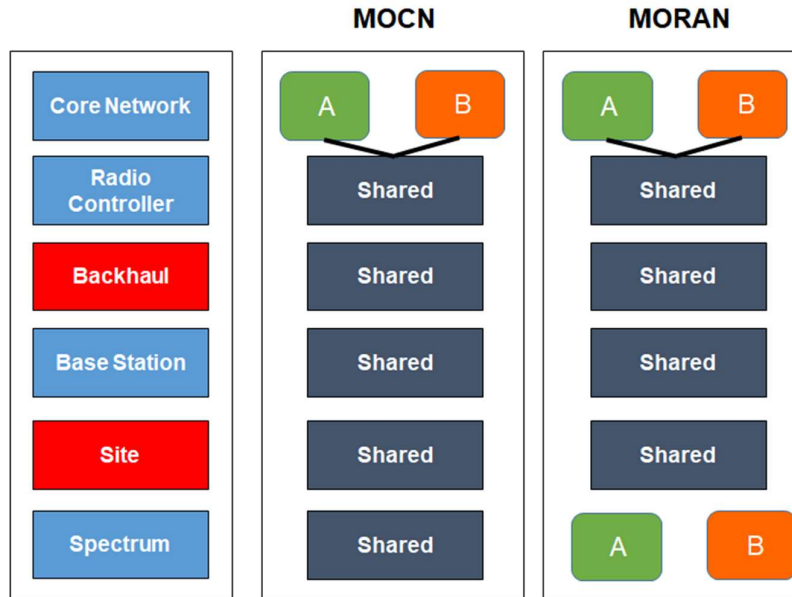 MOCN
MORAN
Core Network
A
B
A
B
Radio
Controller
Shared
Shared
Backhaul
Shared
Shared
Base Station
Shared
Shared
Site
Shared
Shared
Spectrum
Shared
A
B